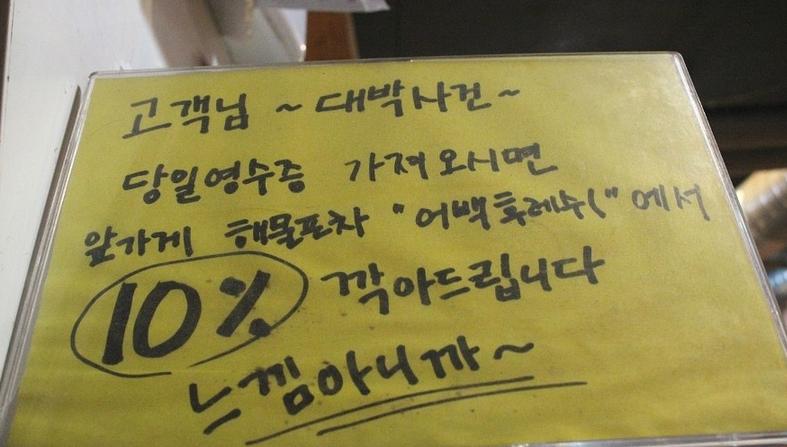 고객님 ~ 대박사건~
당일영수증 가져오시면
앞가게 해물포차 "어백후레쉬"에서
10% 깍아드립니다
느낌아니까~